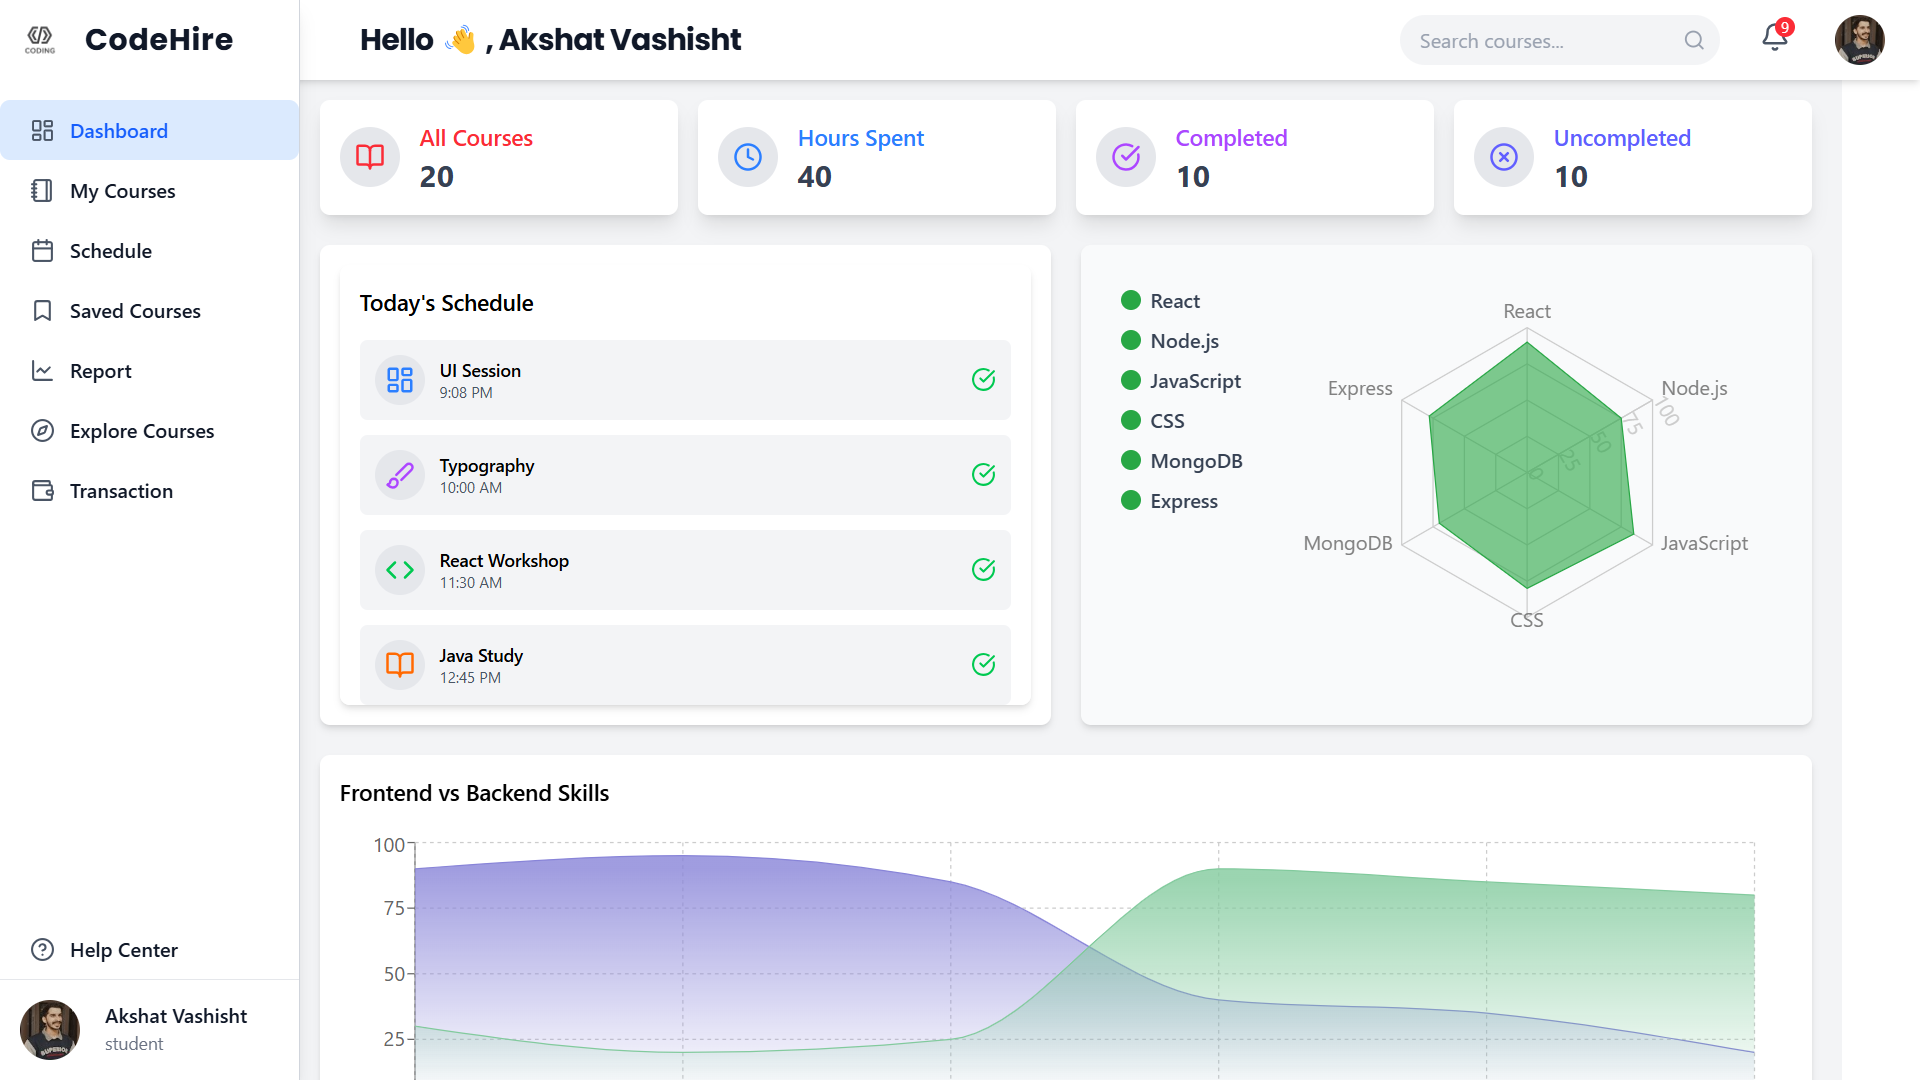 CODING
CodeHire
Hello 👋 , Akshat Vashisht
Search courses...
9
Dashboard
My Courses
Schedule
Saved Courses
Report
Explore Courses
Transaction
Help Center
Akshat Vashisht
student
All Courses
20
Hours Spent
40
Completed
10
Uncompleted
10
Today's Schedule
UI Session
9:08 PM
Typography
10:00 AM
React Workshop
11:30 AM
Java Study
12:45 PM
React
Node.js
JavaScript
CSS
MongoDB
Express
React
Node.js
JavaScript
CSS
MongoDB
Express
0
25
50
75
100
Frontend vs Backend Skills
100
75
50
25
SUPERIOR